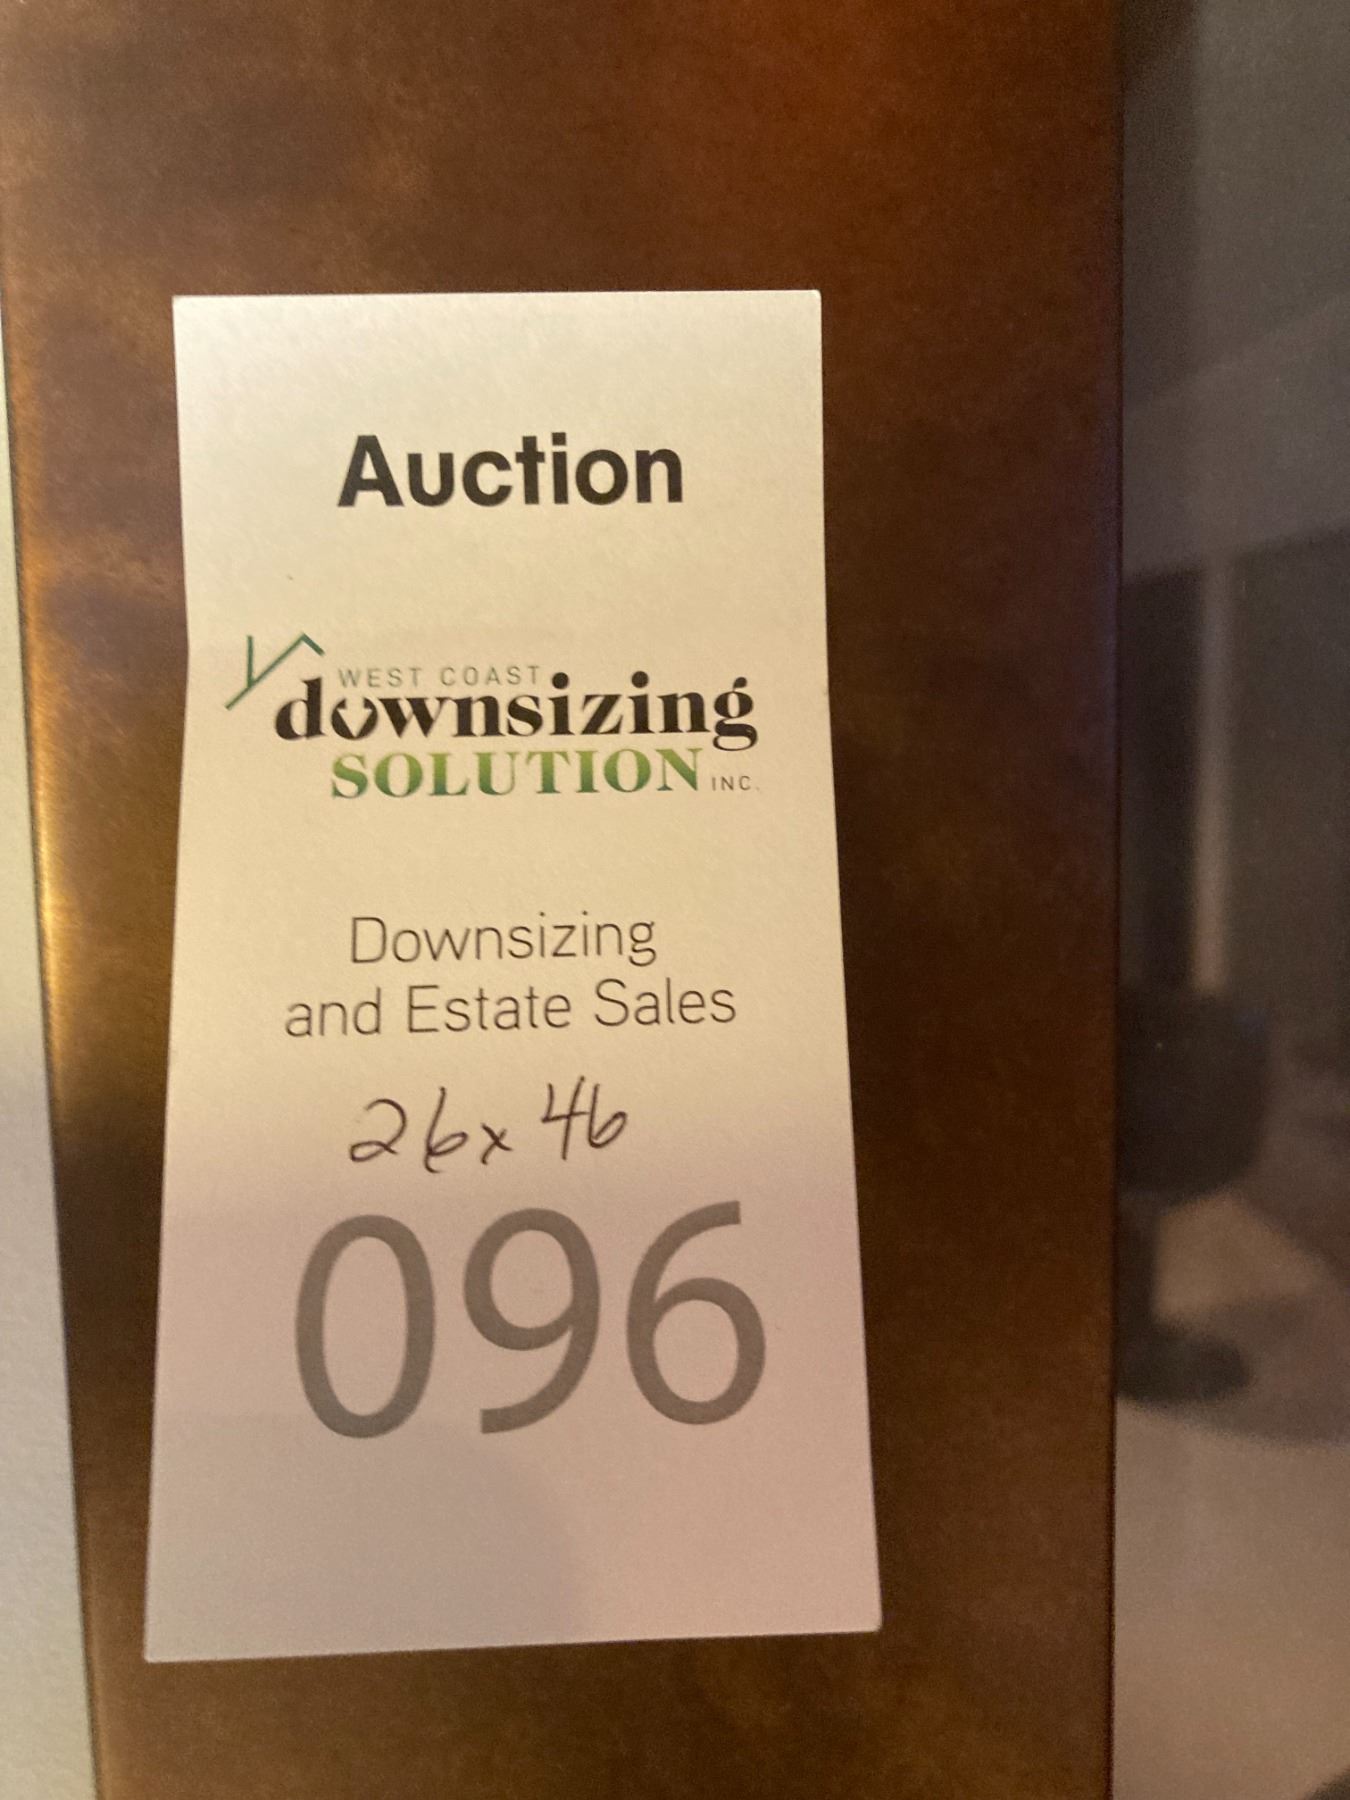 Auction
WEST COAST
downsizing
SOLUTION INC.
Downsizing
and Estate Sales
26x46
096